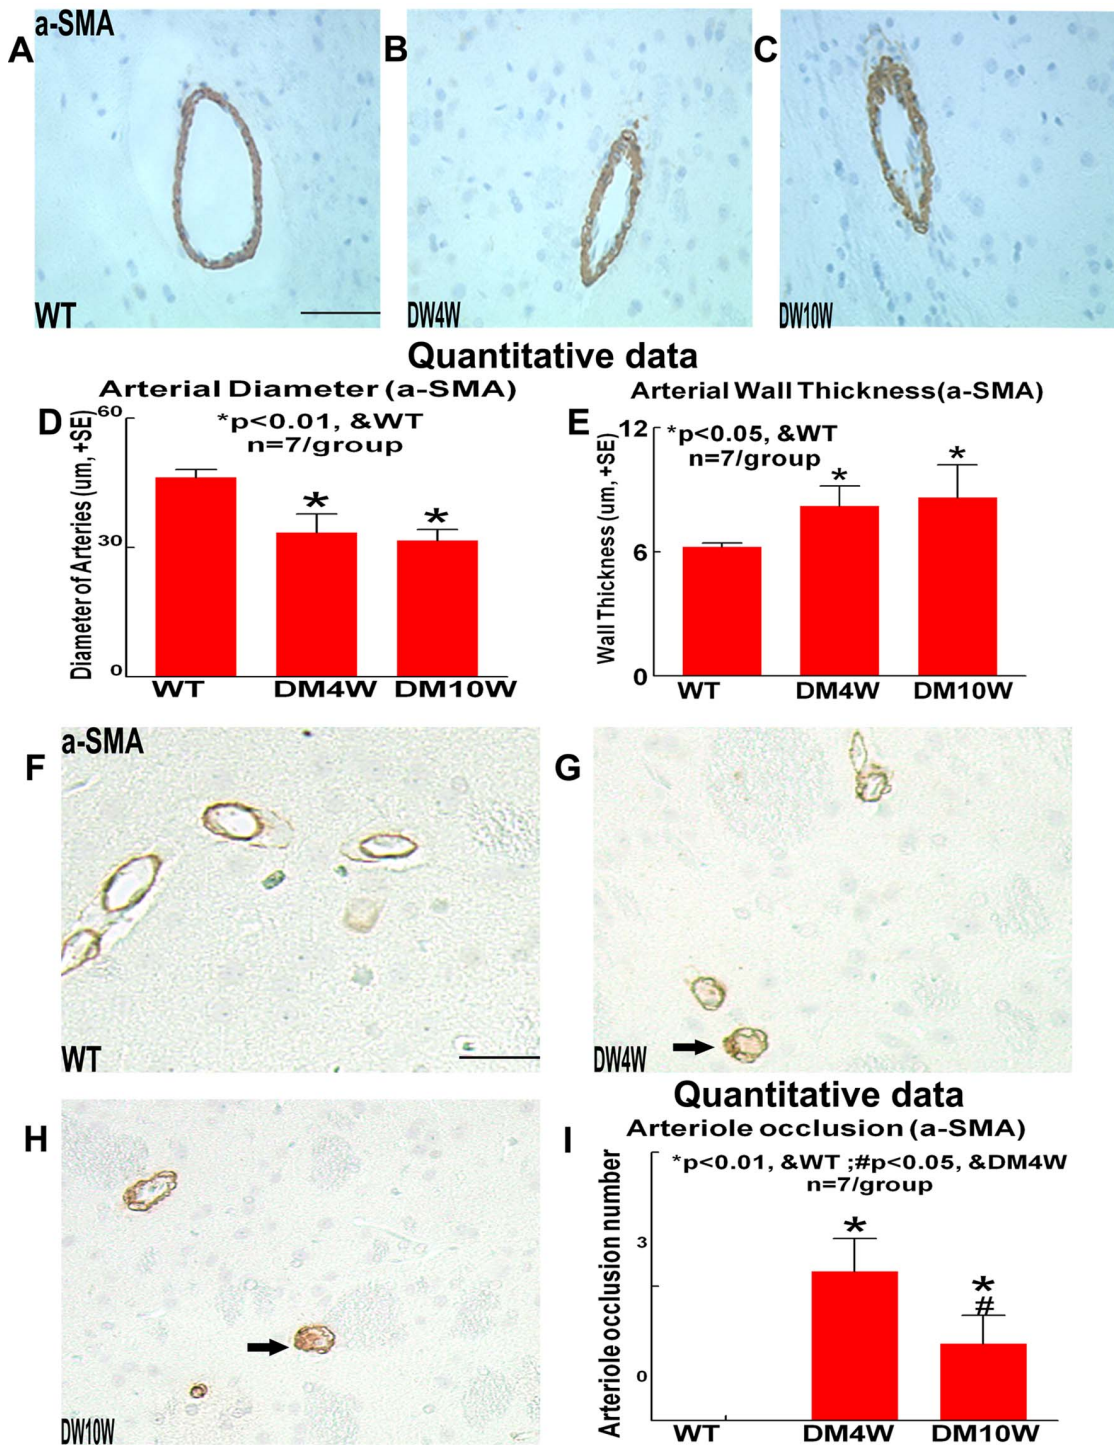 a-SMA
A
B
C
WT
DW4W
DW10W
Quantitative data
Arterial Diameter (a-SMA)
D
*p<0.01, &WT
n=7/group
Diameter of Arteries (um, +SE)
60
30
0
*
*
WT
DM4W
DM10W
Arterial Wall Thickness(a-SMA)
E
*p<0.05, &WT
n=7/group
Wall Thickness (um, +SE)
12
6
0
*
*
WT
DM4W
DM10W
a-SMA
F
WT
G
DW4W
H
DW10W
Quantitative data
Arteriole occlusion (a-SMA)
I
*p<0.01, &WT ;#p<0.05, &DM4W
n=7/group
Arteriole occlusion number
3
0
*
*
#
WT
DM4W
DM10W